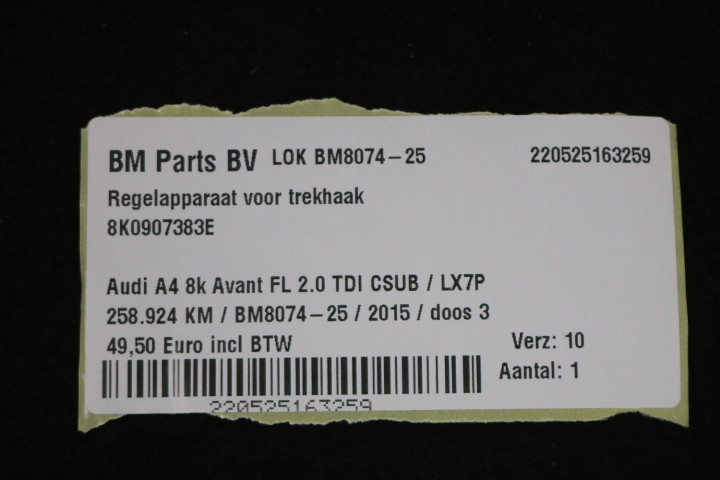 BM Parts BV LOK BM8074-25 220525163259
Regelapparaat voor trekhaak
8K0907383E
Audi A4 8k Avant FL 2.0 TDI CSUB / LX7P
258.924 KM / BM8074-25 / 2015 / doos 3
49,50 Euro incl BTW Verz: 10
Aantal: 1
220525163259